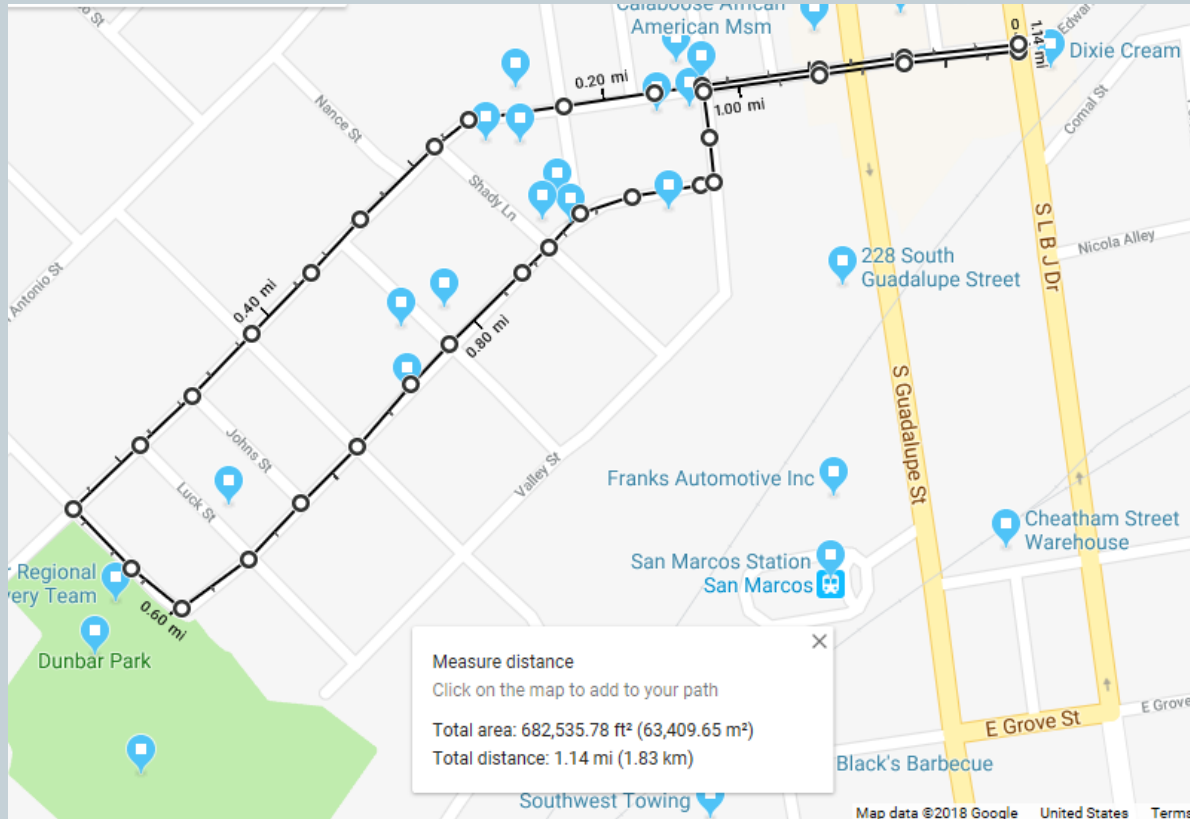 Calaboose African
American Msm
0
1.14 mi
Edwar
Dixie Cream
0.20 mi
1.00 mi
Comal St
Nance St
Shady Ln
S L B J Dr
Nicola Alley
228 South
Guadalupe Street
Antonio St
0.40 mi
0.80 mi
S Guadalupe St
Johns St
Luck St
Valley St
Franks Automotive Inc
Cheatham Street
Warehouse
San Marcos Station
San Marcos
Regional
very Team
0.60 mi
Dunbar Park
Measure distance
Click on the map to add to your path
Total area: 682,535.78 ft² (63,409.65 m²)
Total distance: 1.14 mi (1.83 km)
E Grove St
E Grove
Black's Barbecue
Southwest Towing
Map data ©2018 Google United States Terms